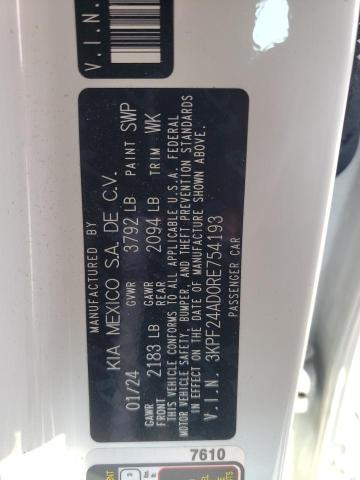 V.I.N.
MANUFACTURED BY
KIA MEXICO S.A. DE C.V.
01/24 GVWR 3792 LB PAINT SWP
GAWR FRONT 2183 LB GAWR REAR 2094 LB TRIM WK
THIS VEHICLE CONFORMS TO ALL APPLICABLE U.S.A. FEDERAL
MOTOR VEHICLE SAFETY, BUMPER, AND THEFT PREVENTION STANDARDS
IN EFFECT ON THE DATE OF MANUFACTURE SHOWN ABOVE.
V.I.N. 3KPF24AD0RE754193
PASSENGER CAR
7610